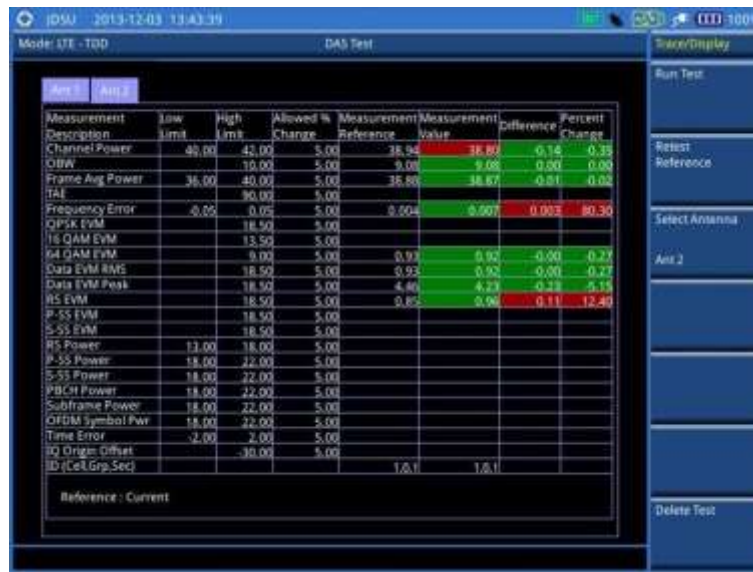 JDSU 2013-12-03 13:43:39 100%
Mode: LTE - TDD DAS Test Trace/Display
Run Test
Ant 1 Ant 2
Measurement Description Low Limit High Limit Allowed % Change Measurement Reference Measurement Value Difference Percent Change
Channel Power 40.00 42.00 5.00 38.94 38.80 -0.14 -0.35
OBW 10.00 5.00 9.08 9.08 0.00 0.00
Frame Avg Power 36.00 40.00 5.00 38.88 38.87 -0.01 -0.02
TAE 90.00 5.00
Frequency Error -0.05 0.05 5.00 0.004 0.007 0.003 80.30
QPSK EVM 18.50 5.00
16 QAM EVM 13.50 5.00
64 QAM EVM 9.00 5.00 0.93 0.92 -0.00 -0.27
Data EVM RMS 18.50 5.00 0.93 0.92 -0.00 -0.27
Data EVM Peak 18.50 5.00 4.46 4.23 -0.23 -5.15
RS EVM 18.50 5.00 0.85 0.96 0.11 12.40
P-SS EVM 18.50 5.00
S-SS EVM 18.50 5.00
RS Power 13.00 18.00 5.00
P-SS Power 18.00 22.00 5.00
S-SS Power 18.00 22.00 5.00
PBCH Power 18.00 22.00 5.00
Subframe Power 18.00 22.00 5.00
OFDM Symbol Pwr 18.00 22.00 5.00
Time Error -2.00 2.00 5.00
IQ Origin Offset -30.00 5.00
ID (Cell,Grp,Sec) 1.0.1 1.0.1
Reference : Current
Retest Reference
Select Antenna
Ant 2
Delete Test